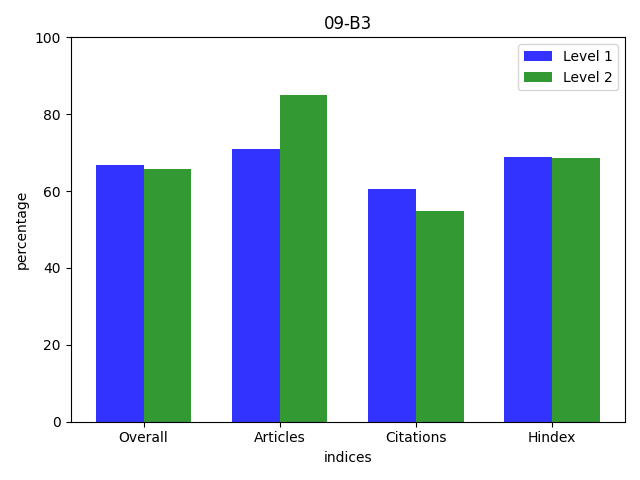 09-B3
100
80
60
40
20
0
percentage
Level 1
Level 2
Overall
Articles
Citations
Hindex
indices